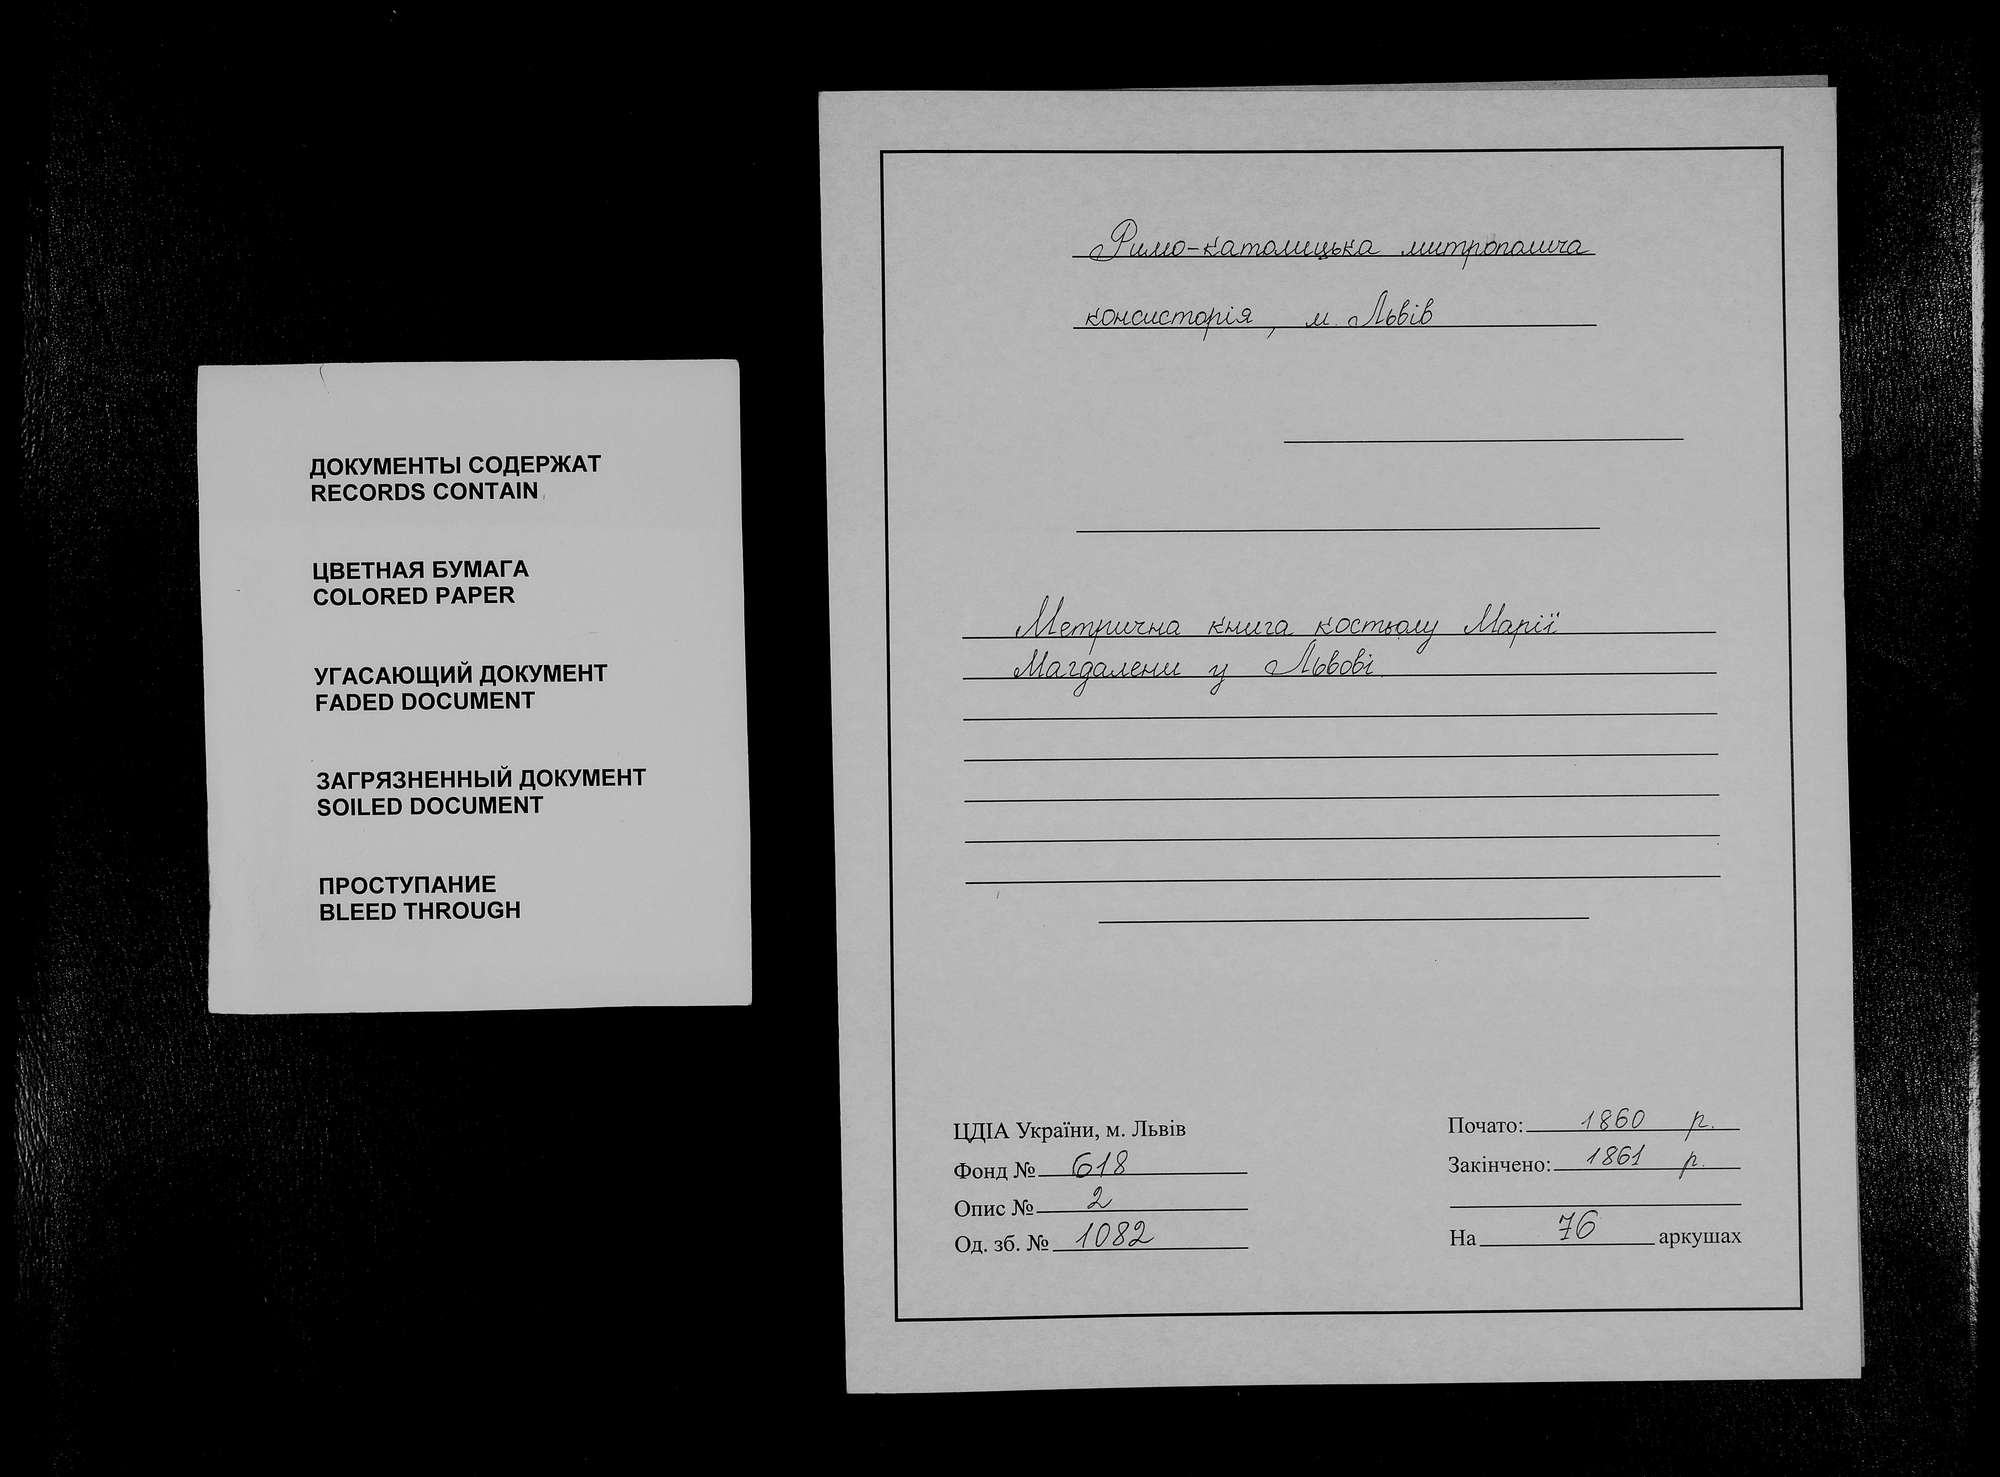 ДОКУМЕНТЫ СОДЕРЖАТ
RECORDS CONTAIN
ЦВЕТНАЯ БУМАГА
COLORED PAPER
УГАСАЮЩИЙ ДОКУМЕНТ
FADED DOCUMENT
ЗАГРЯЗНЕННЫЙ ДОКУМЕНТ
SOILED DOCUMENT
ПРОСТУПАНИЕ
BLEED THROUGH
Римо-католицька митрополича
консисторія, м. Львів
Метрична книга костьолу Марії
Магдалени у Львові.
ЦДІА України, м. Львів
Фонд № 618
Опис № 2
Од. зб. № 1082
Почато: 1860 р.
Закінчено: 1861 р.
На 76 аркушах